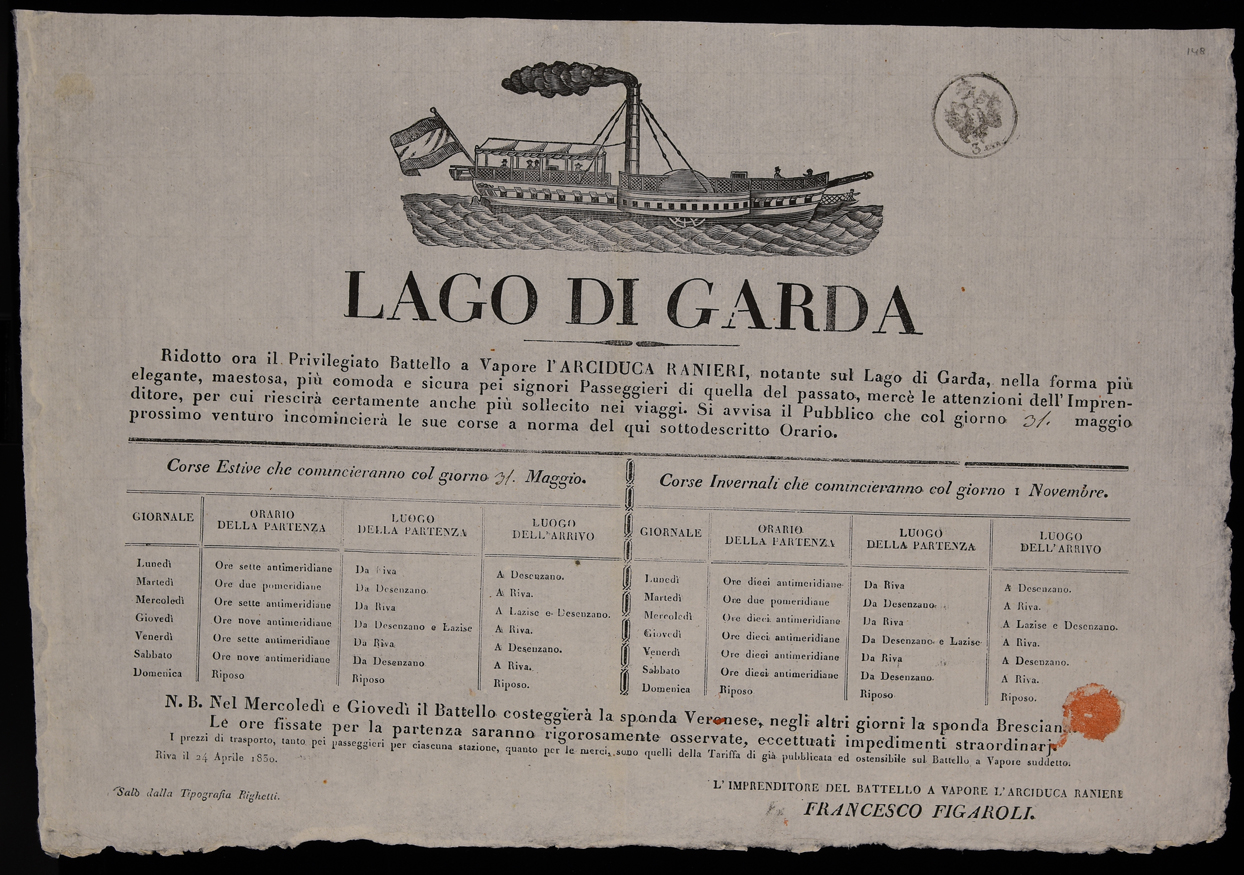 148
3
LAGO DI GARDA
Ridotto ora il Privilegiato Battello a Vapore l'ARCIDUCA RANIERI, notante sul Lago di Garda, nella forma più
elegante, maestosa, più comoda e sicura pei signori Passeggieri di quella del passato, mercè le attenzioni dell'Impren-
ditore, per cui riescirà certamente anche più sollecito nei viaggi. Si avvisa il Pubblico che col giorno 3/. maggio
prossimo venturo incomincierà le sue corse a norma del qui sottodescritto Orario.
Corse Estive che comincieranno col giorno 3/. Maggio.
GIORNALE | ORARIO DELLA PARTENZA | LUOGO DELLA PARTENZA | LUOGO DELL'ARRIVO
Lunedì | Ore sette antimeridiane | Da Riva | A Desenzano.
Martedì | Ore due pomeridiane | Da Desenzano | A Riva.
Mercoledì | Ore sette antimeridiane | Da Riva | A Lazise e Desenzano.
Giovedì | Ore nove antimeridiane | Da Desenzano e Lazise | A Riva.
Venerdì | Ore sette antimeridiane | Da Riva | A Desenzano.
Sabbato | Ore nove antimeridiane | Da Desenzano | A Riva.
Domenica | Riposo | Riposo | Riposo.
Corse Invernali che comincieranno col giorno 1 Novembre.
GIORNALE | ORARIO DELLA PARTENZA | LUOGO DELLA PARTENZA | LUOGO DELL'ARRIVO
Lunedì | Ore dieci antimeridiane | Da Riva | A Desenzano.
Martedì | Ore due pomeridiane | Da Desenzano | A Riva.
Mercoledì | Ore dieci antimeridiane | Da Riva | A Lazise e Desenzano.
Giovedì | Ore dieci antimeridiane | Da Desenzano e Lazise | A Riva.
Venerdì | Ore dieci antimeridiane | Da Riva | A Desenzano.
Sabbato | Ore dieci antimeridiane | Da Desenzano | A Riva.
Domenica | Riposo | Riposo | Riposo.
N. B. Nel Mercoledì e Giovedì il Battello costeggierà la sponda Veronese, negli altri giorni la sponda Brescian
Le ore fissate per la partenza saranno rigorosamente osservate, eccettuati impedimenti straordinarj
I prezzi di trasporto, tanto pei passeggieri per ciascuna stazione, quanto per le merci, sono quelli della Tariffa di già pubblicata ed ostensibile sul Battello a Vapore suddetto.
Riva il 24 Aprile 1830.
L'IMPRENDITORE DEL BATTELLO A VAPORE L'ARCIDUCA RANIERI
Salò dalla Tipografia Righetti.
FRANCESCO FIGAROLI.